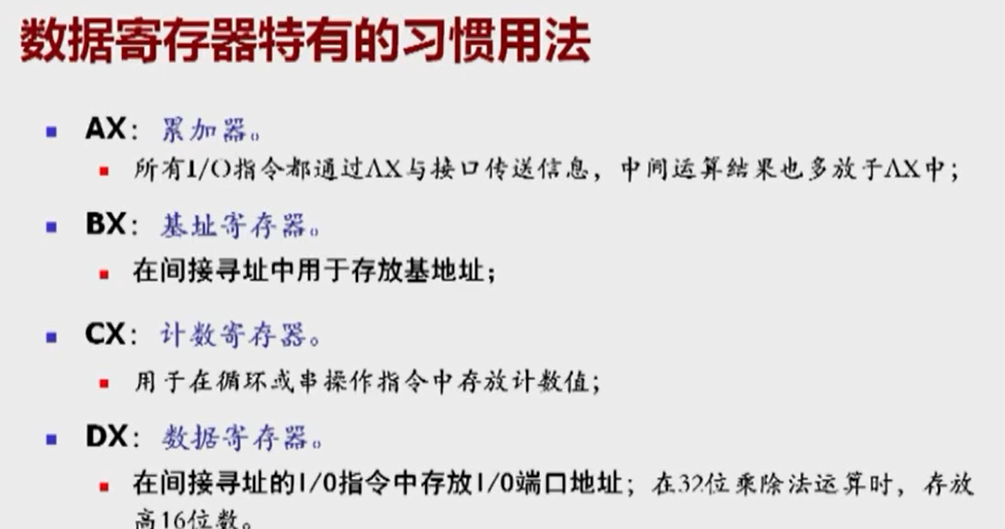 数据寄存器特有的习惯用法
AX：累加器。
所有I/O指令都通过AX与接口传送信息，中间运算结果也多放于AX中；
BX：基址寄存器。
在间接寻址中用于存放基地址；
CX：计数寄存器。
用于在循环或串操作指令中存放计数值；
DX：数据寄存器。
在间接寻址的I/O指令中存放I/O端口地址；在32位乘除法运算时，存放
高16位数。